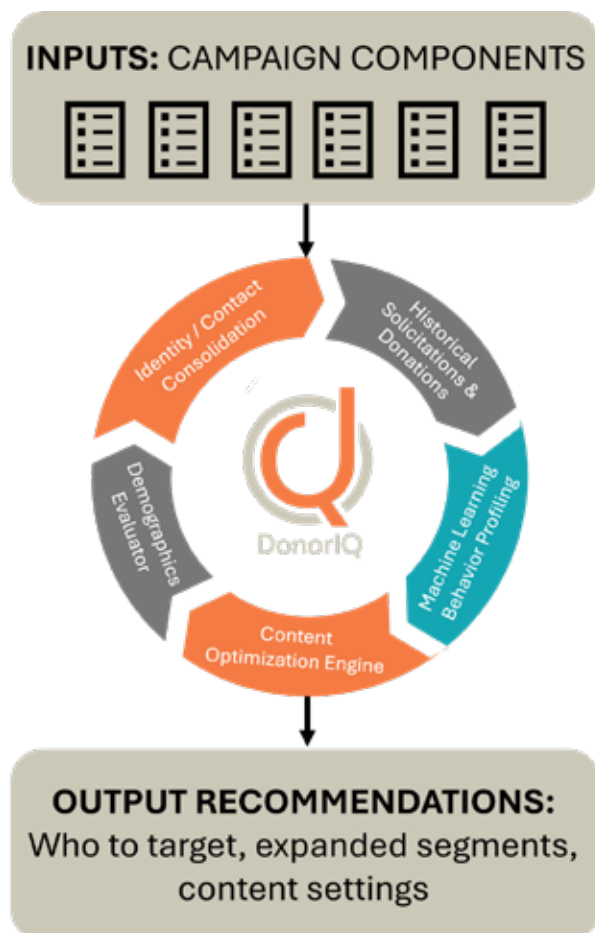 INPUTS: CAMPAIGN COMPONENTS
Identity / Contact
Consolidation
Historical
Solicitations &
Donations
Machine Learning
Behavior Profiling
Content
Optimization Engine
Demographics
Evaluator
DonorIQ
OUTPUT RECOMMENDATIONS:
Who to target, expanded segments,
content settings